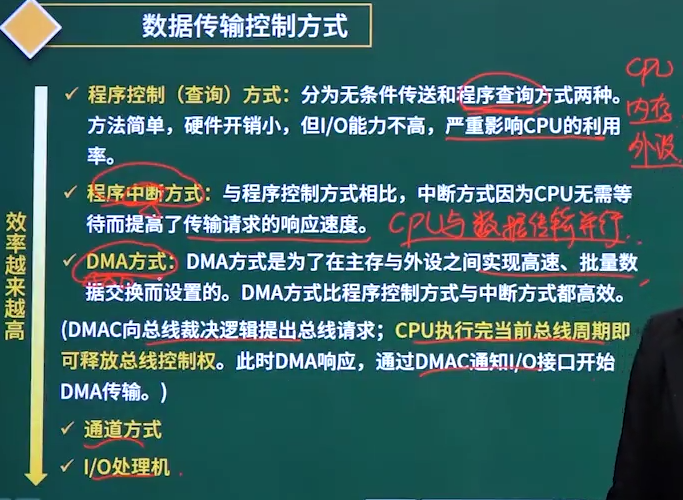 数据传输控制方式
✓ 程序控制（查询）方式：分为无条件传送和程序查询方式两种。
方法简单，硬件开销小，但I/O能力不高，严重影响CPU的利用
率。
✓ 程序中断方式：与程序控制方式相比，中断方式因为CPU无需等
待而提高了传输请求的响应速度。
CPU与数据传输并行.
✓ DMA方式：DMA方式是为了在主存与外设之间实现高速、批量数
据交换而设置的。DMA方式比程序控制方式与中断方式都高效。
(DMAC向总线裁决逻辑提出总线请求；CPU执行完当前总线周期即
可释放总线控制权。此时DMA响应，通过DMAC通知I/O接口开始
DMA传输。)
✓ 通道方式
✓ I/O处理机
效率越来越高
CPU
内存
外设